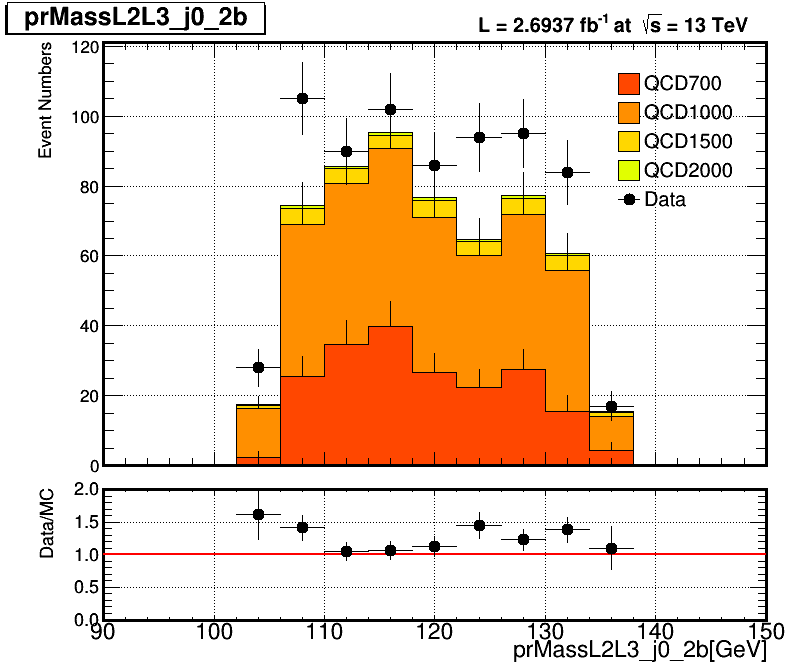 prMassL2L3_j0_2b
L = 2.6937 fb-1 at √s = 13 TeV
Event Numbers
120
100
80
60
40
20
0
QCD700
QCD1000
QCD1500
QCD2000
Data
Data/MC
2.0
1.5
1.0
0.5
0.0
90 100 110 120 130 140 150
prMassL2L3_j0_2b[GeV]